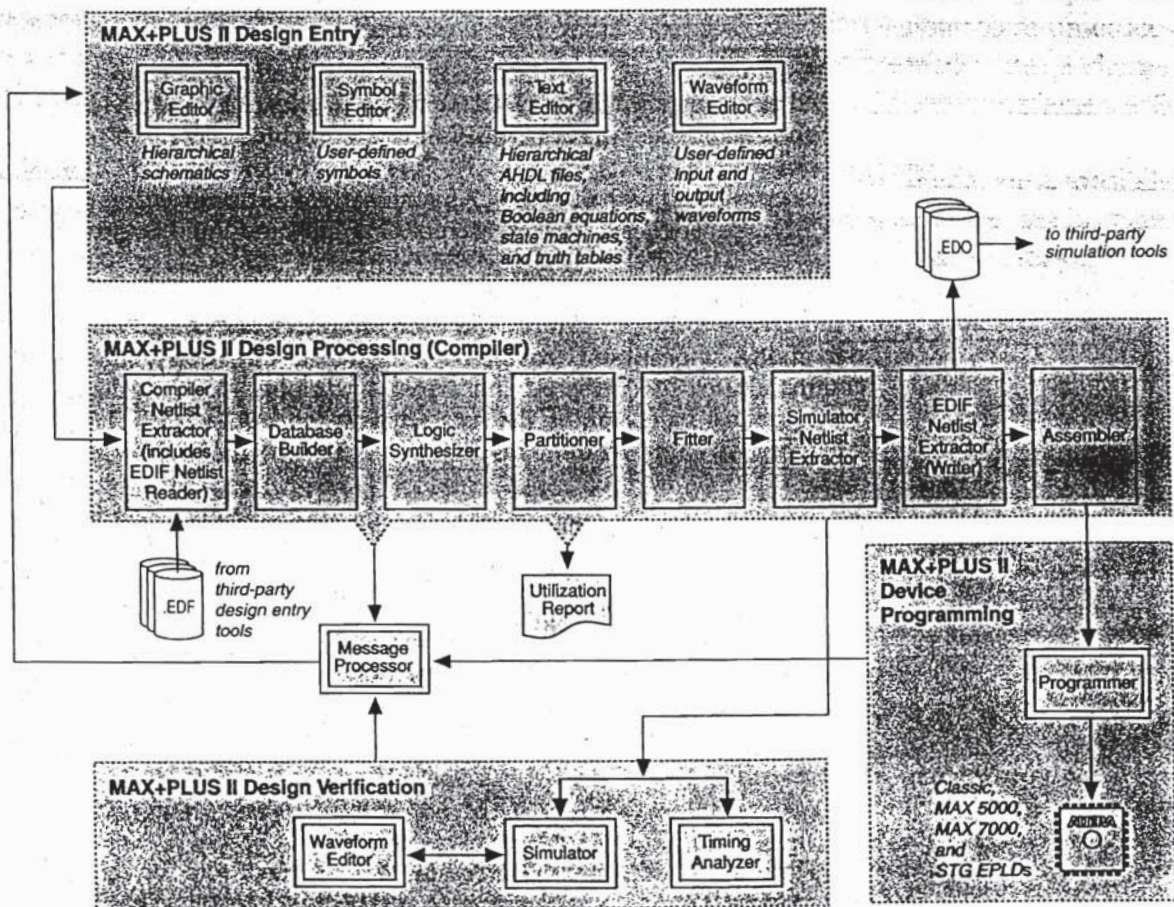 MAX+PLUS II Design Entry
Graphic
Editor
Hierarchical
schematics
Symbol
Editor
User-defined
symbols
Text
Editor
Hierarchical
AHDL files,
including
Boolean equations,
state machines,
and truth tables
Waveform
Editor
User-defined
input and
output
waveforms
.EDO
to third-party
simulation tools
MAX+PLUS II Design Processing (Compiler)
Compiler
Netlist
Extractor
(includes
EDIF Netlist
Reader)
Database
Builder
Logic
Synthesizer
Partitioner
Fitter
Simulator
Netlist
Extractor
EDIF
Netlist
Extractor
(Writer)
Assembler
.EDF
from
third-party
design entry
tools
Utilization
Report
Message
Processor
MAX+PLUS II
Device
Programming
Programmer
Classic,
MAX 5000,
MAX 7000,
and
STG EPLDs
ALTERA
MAX+PLUS II Design Verification
Waveform
Editor
Simulator
Timing
Analyzer